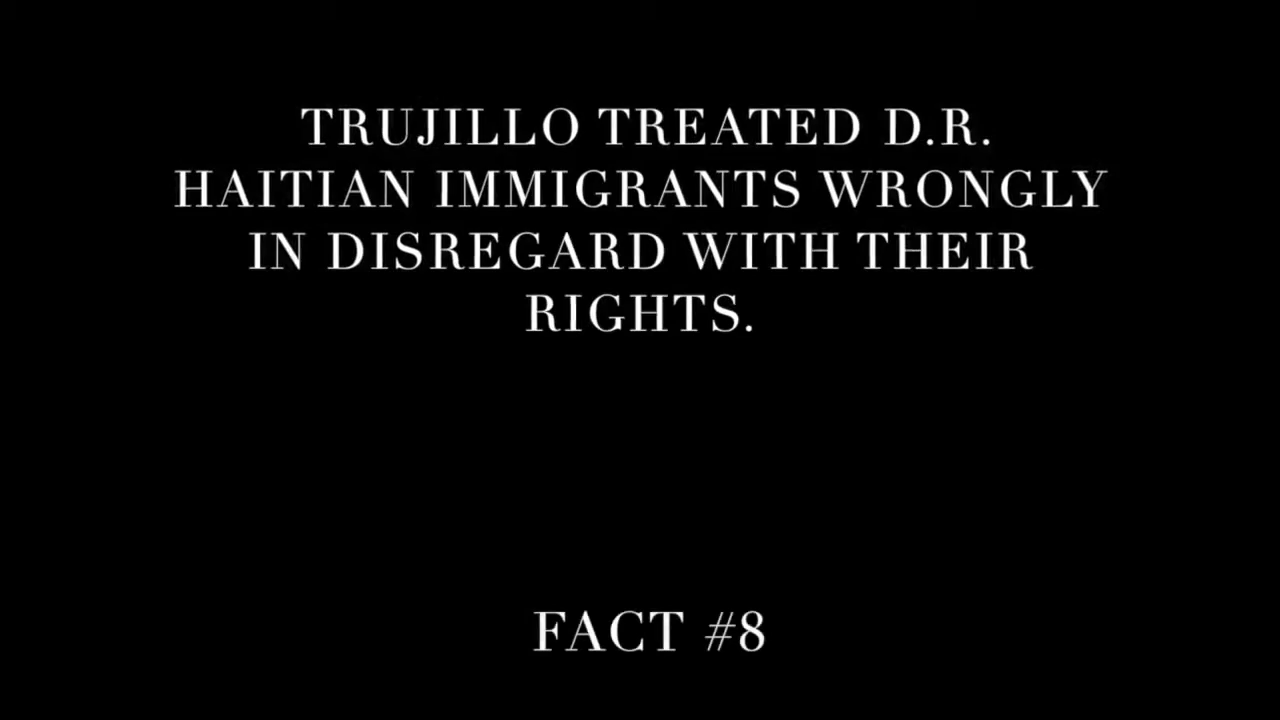 TRUJILLO TREATED D.R.
HAITIAN IMMIGRANTS WRONGLY
IN DISREGARD WITH THEIR
RIGHTS.
FACT #8